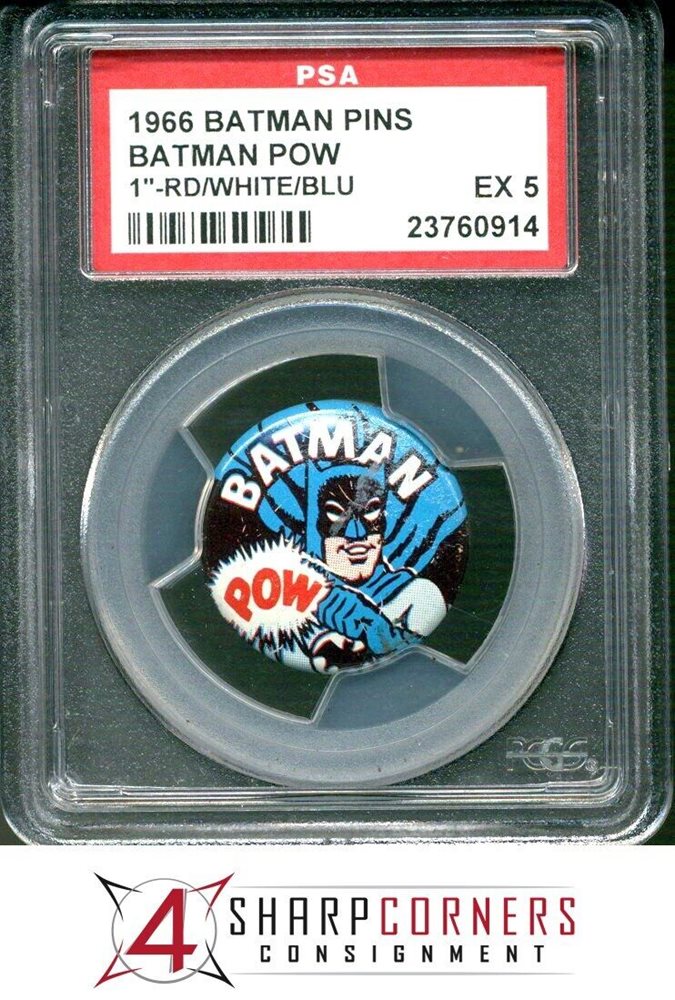 PSA
1966 BATMAN PINS
BATMAN POW
1"-RD/WHITE/BLU EX 5
23760914
BATMAN
POW
4 SHARPCORNERS
CONSIGNMENT